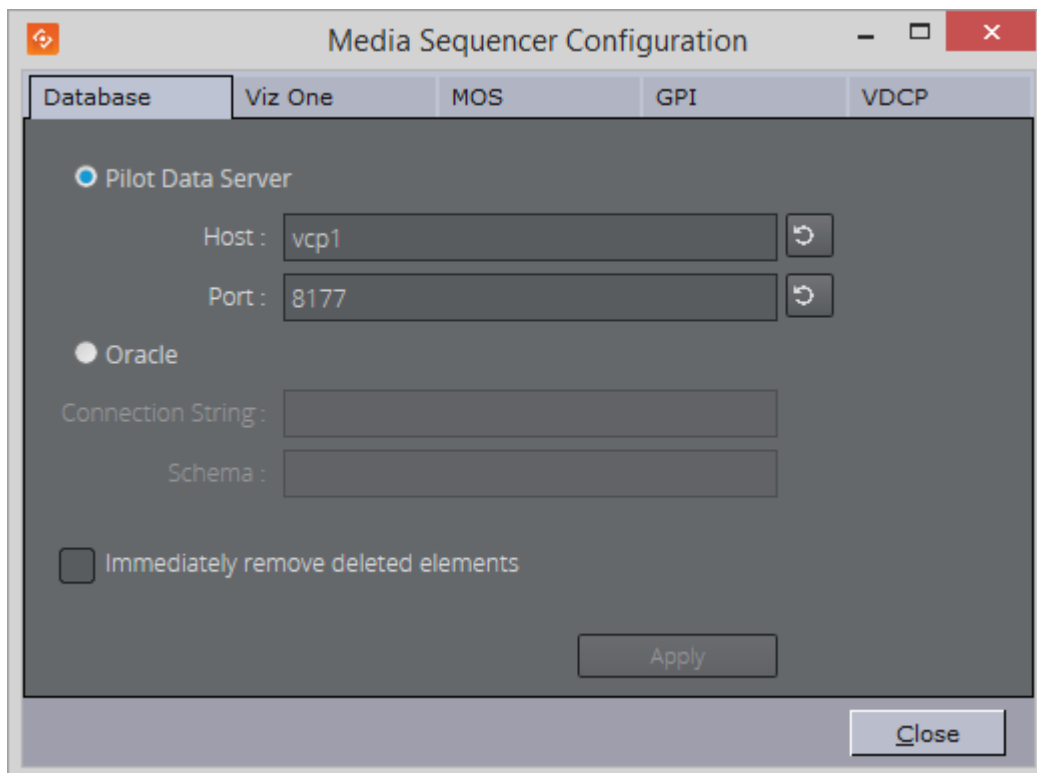 Media Sequencer Configuration
Database Viz One MOS GPI VDCP
Pilot Data Server
Host : vcp1
Port : 8177
Oracle
Connection String :
Schema :
Immediately remove deleted elements
Apply
Close